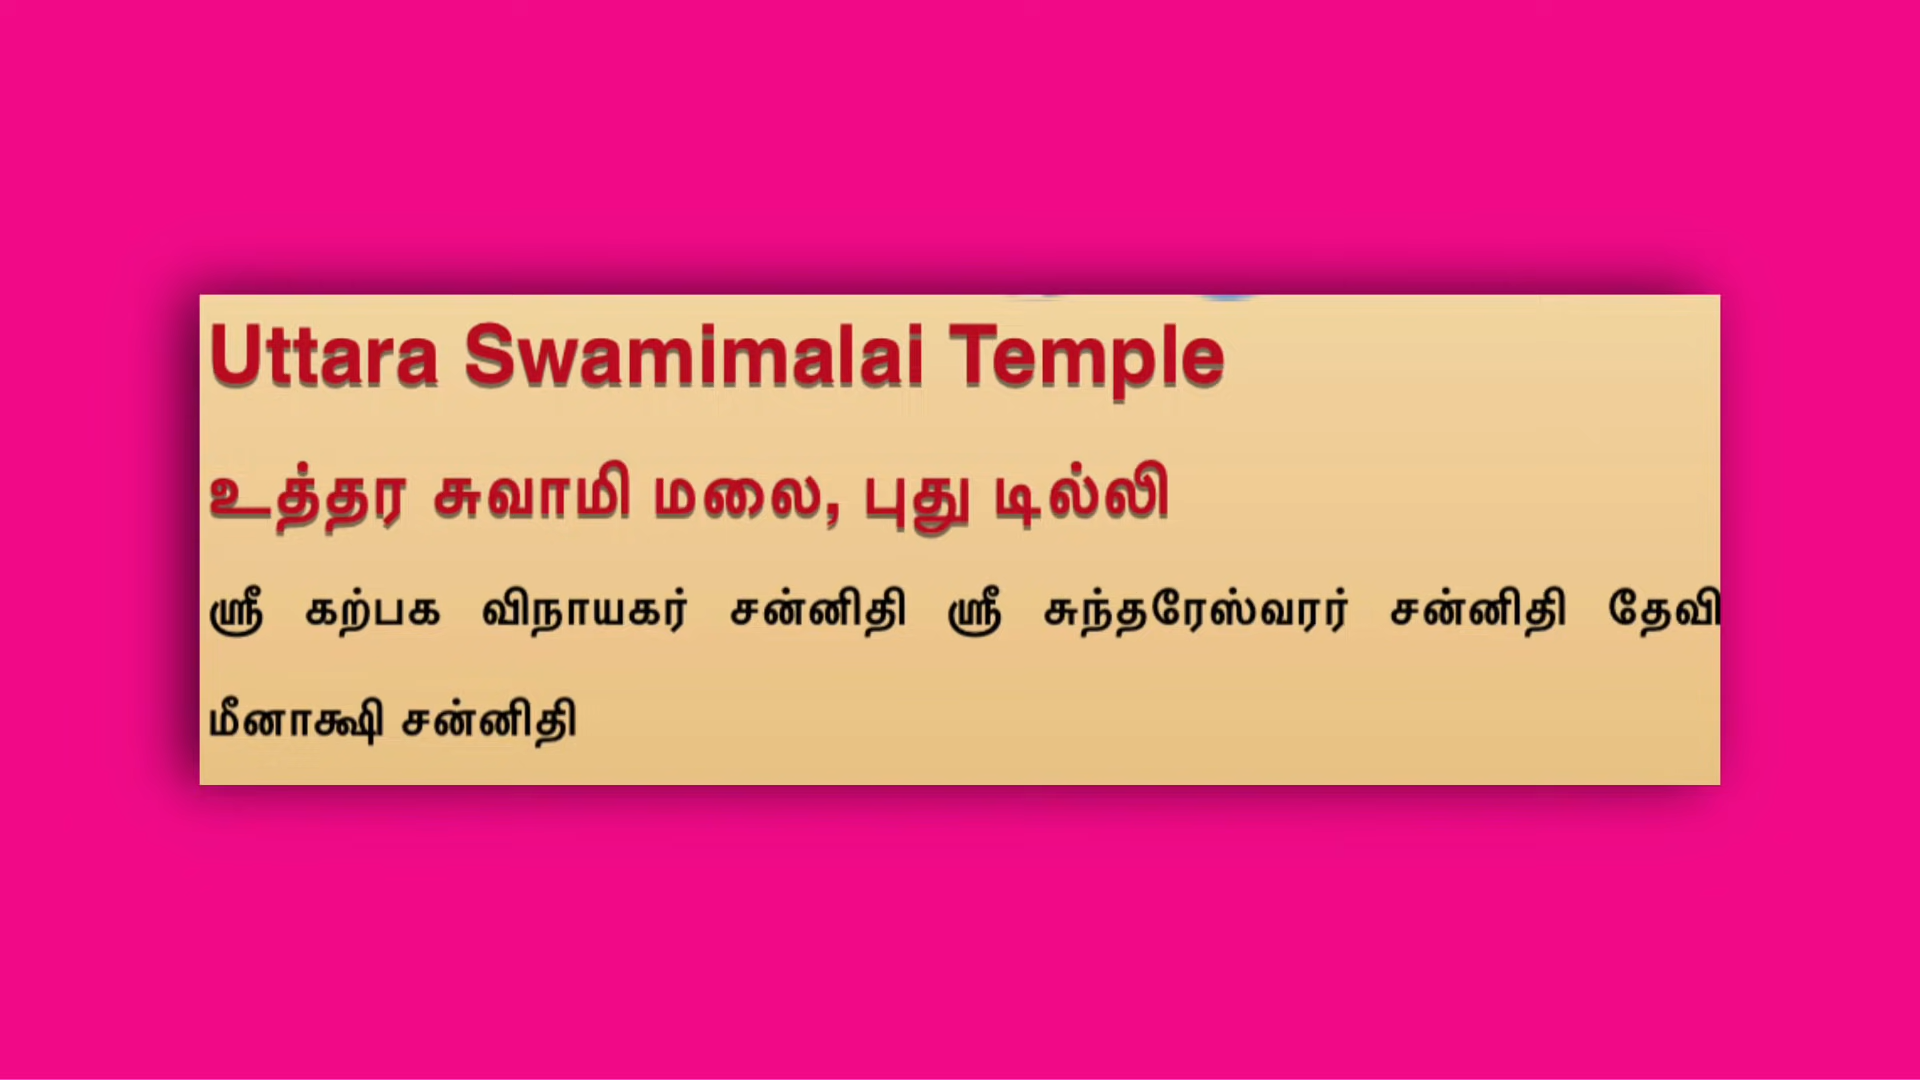 Uttara Swamimalai Temple
உத்தர சுவாமி மலை, புது டில்லி
ஸ்ரீ கற்பக விநாயகர் சன்னிதி ஸ்ரீ சுந்தரேஸ்வரர் சன்னிதி தேவி
மீனாக்ஷி சன்னிதி